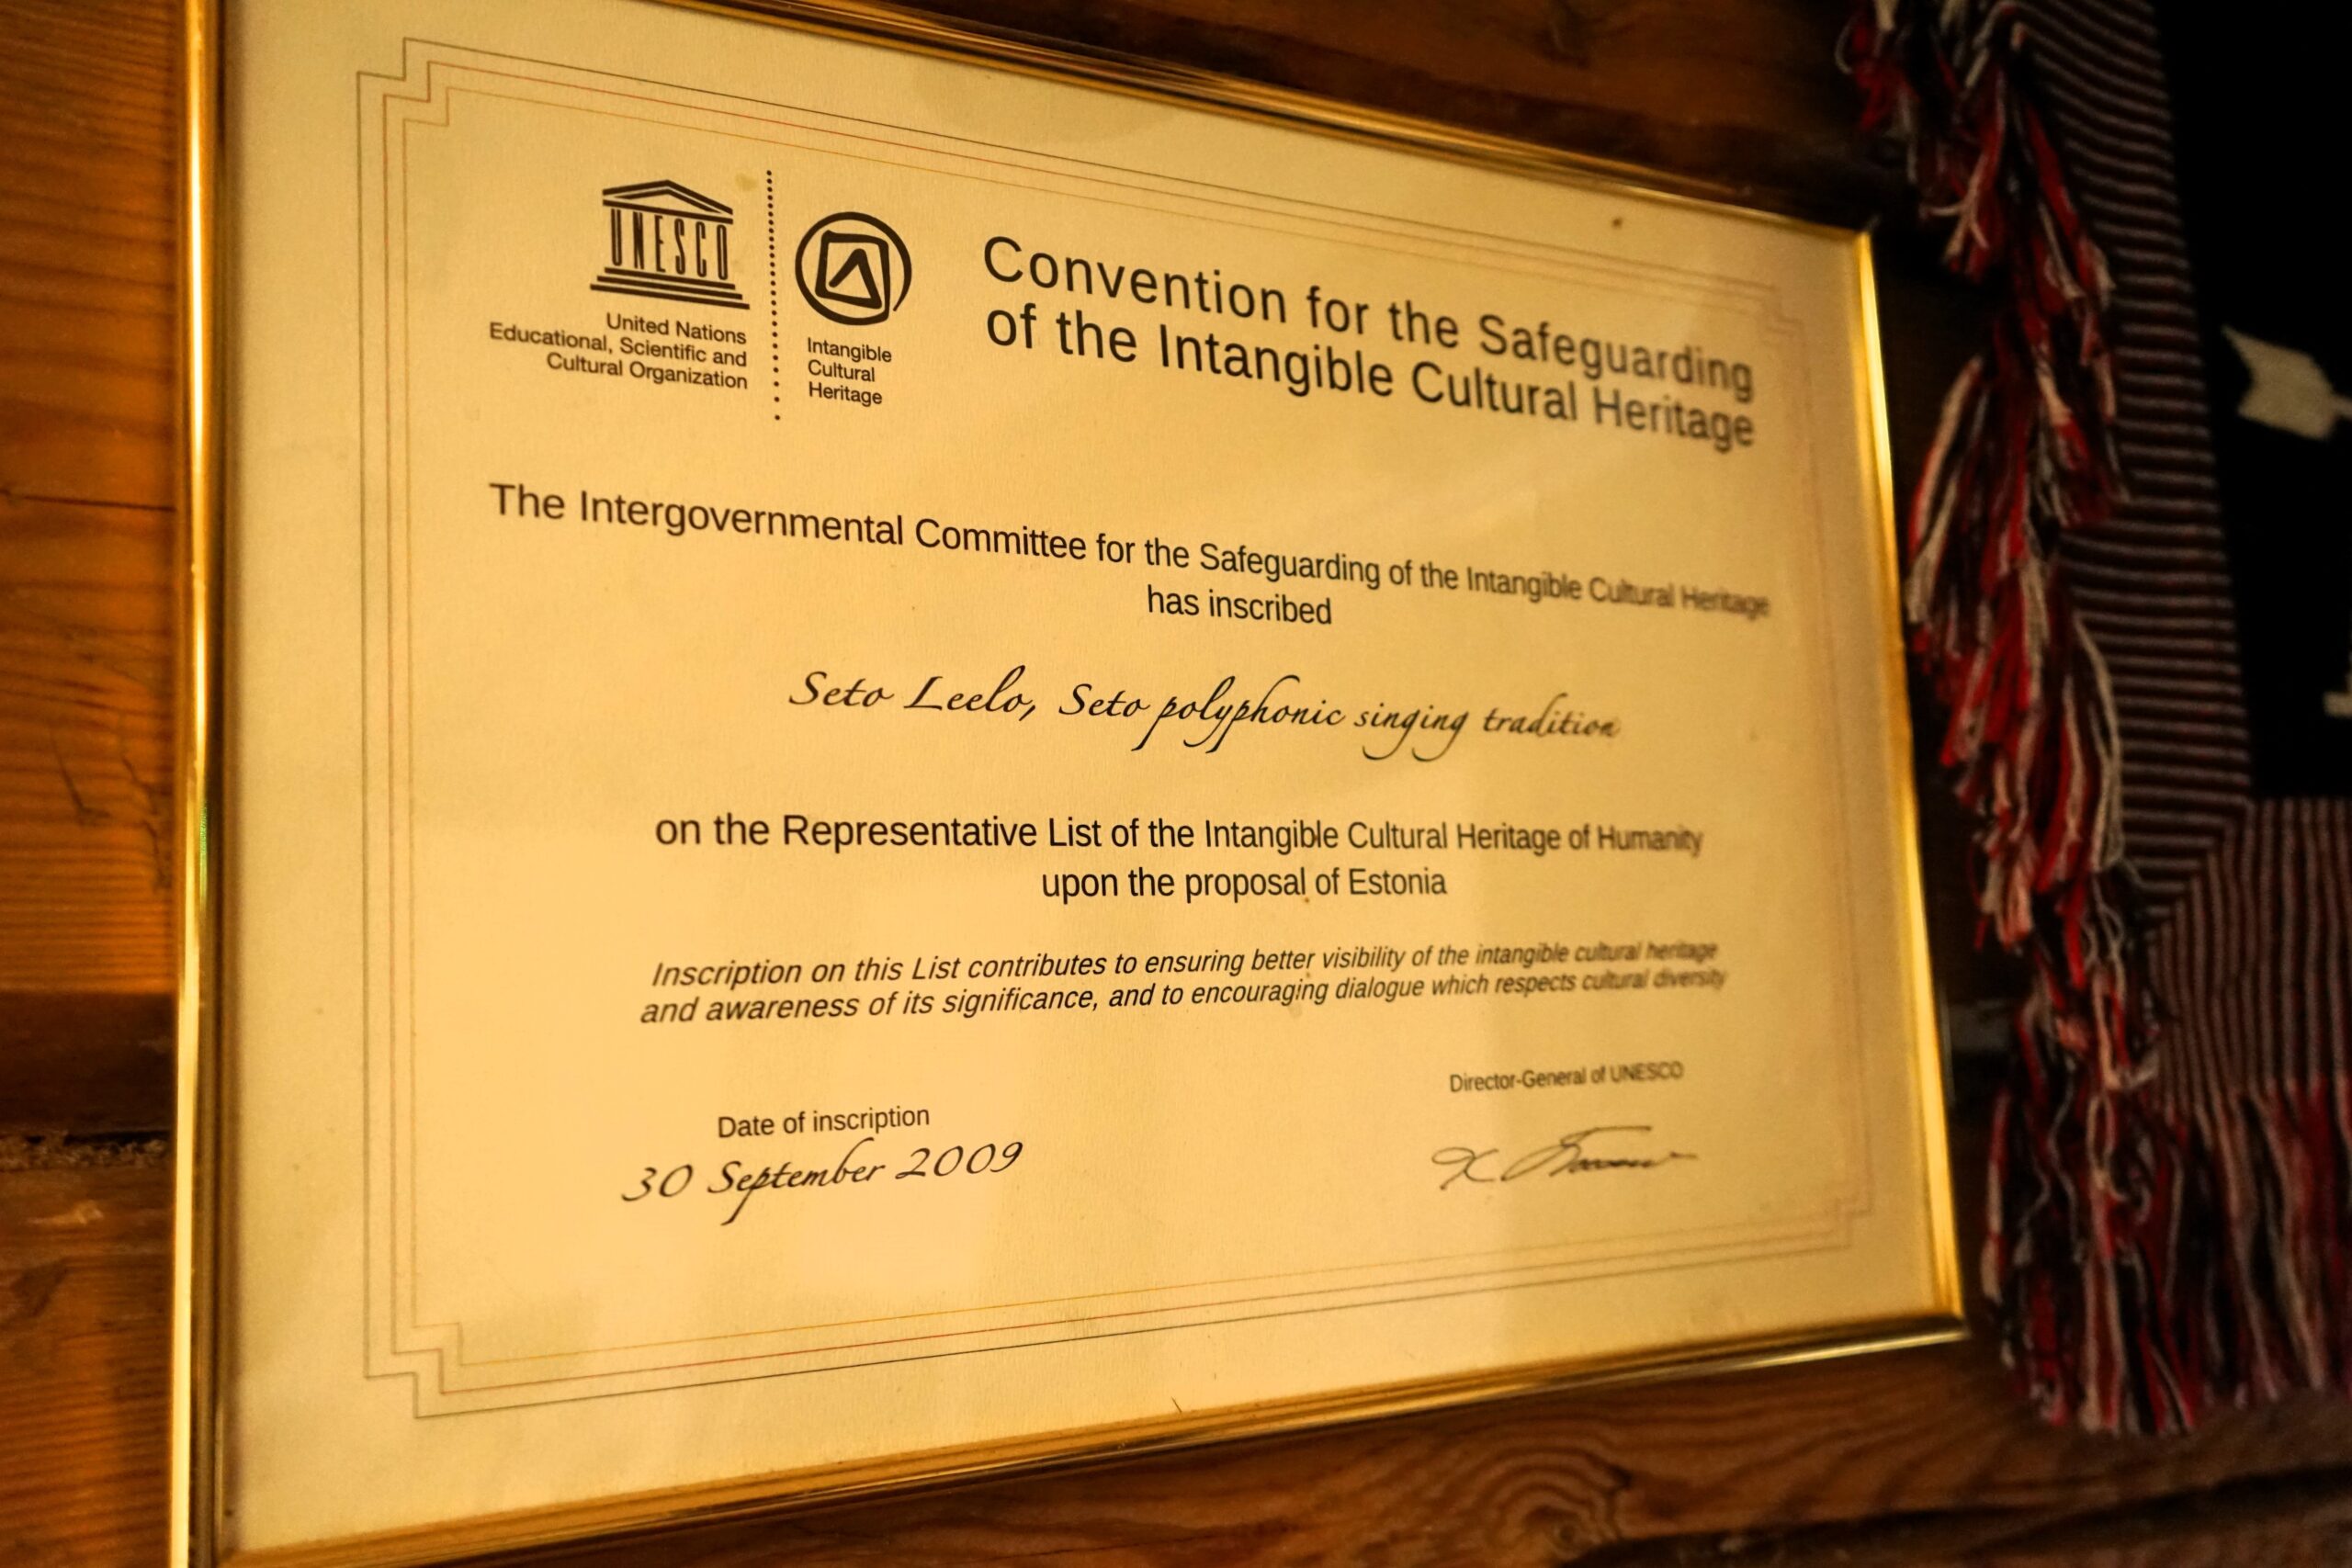 UNESCO
United Nations
Educational, Scientific and
Cultural Organization
Intangible
Cultural
Heritage
Convention for the Safeguarding
of the Intangible Cultural Heritage
The Intergovernmental Committee for the Safeguarding of the Intangible Cultural Heritage
has inscribed
Seto Leelo, Seto polyphonic singing tradition
on the Representative List of the Intangible Cultural Heritage of Humanity
upon the proposal of Estonia
Inscription on this List contributes to ensuring better visibility of the intangible cultural heritage
and awareness of its significance, and to encouraging dialogue which respects cultural diversity
Date of inscription
30 September 2009
Director-General of UNESCO